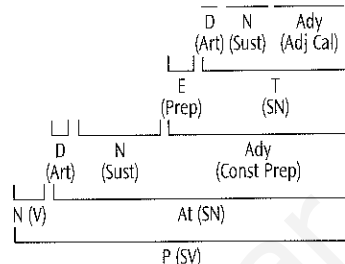 D N Ady
(Art) (Sust) (Adj Cal)
E T
(Prep) (SN)
D N Ady
(Art) (Sust) (Const Prep)
N (V) At (SN)
P (SV)